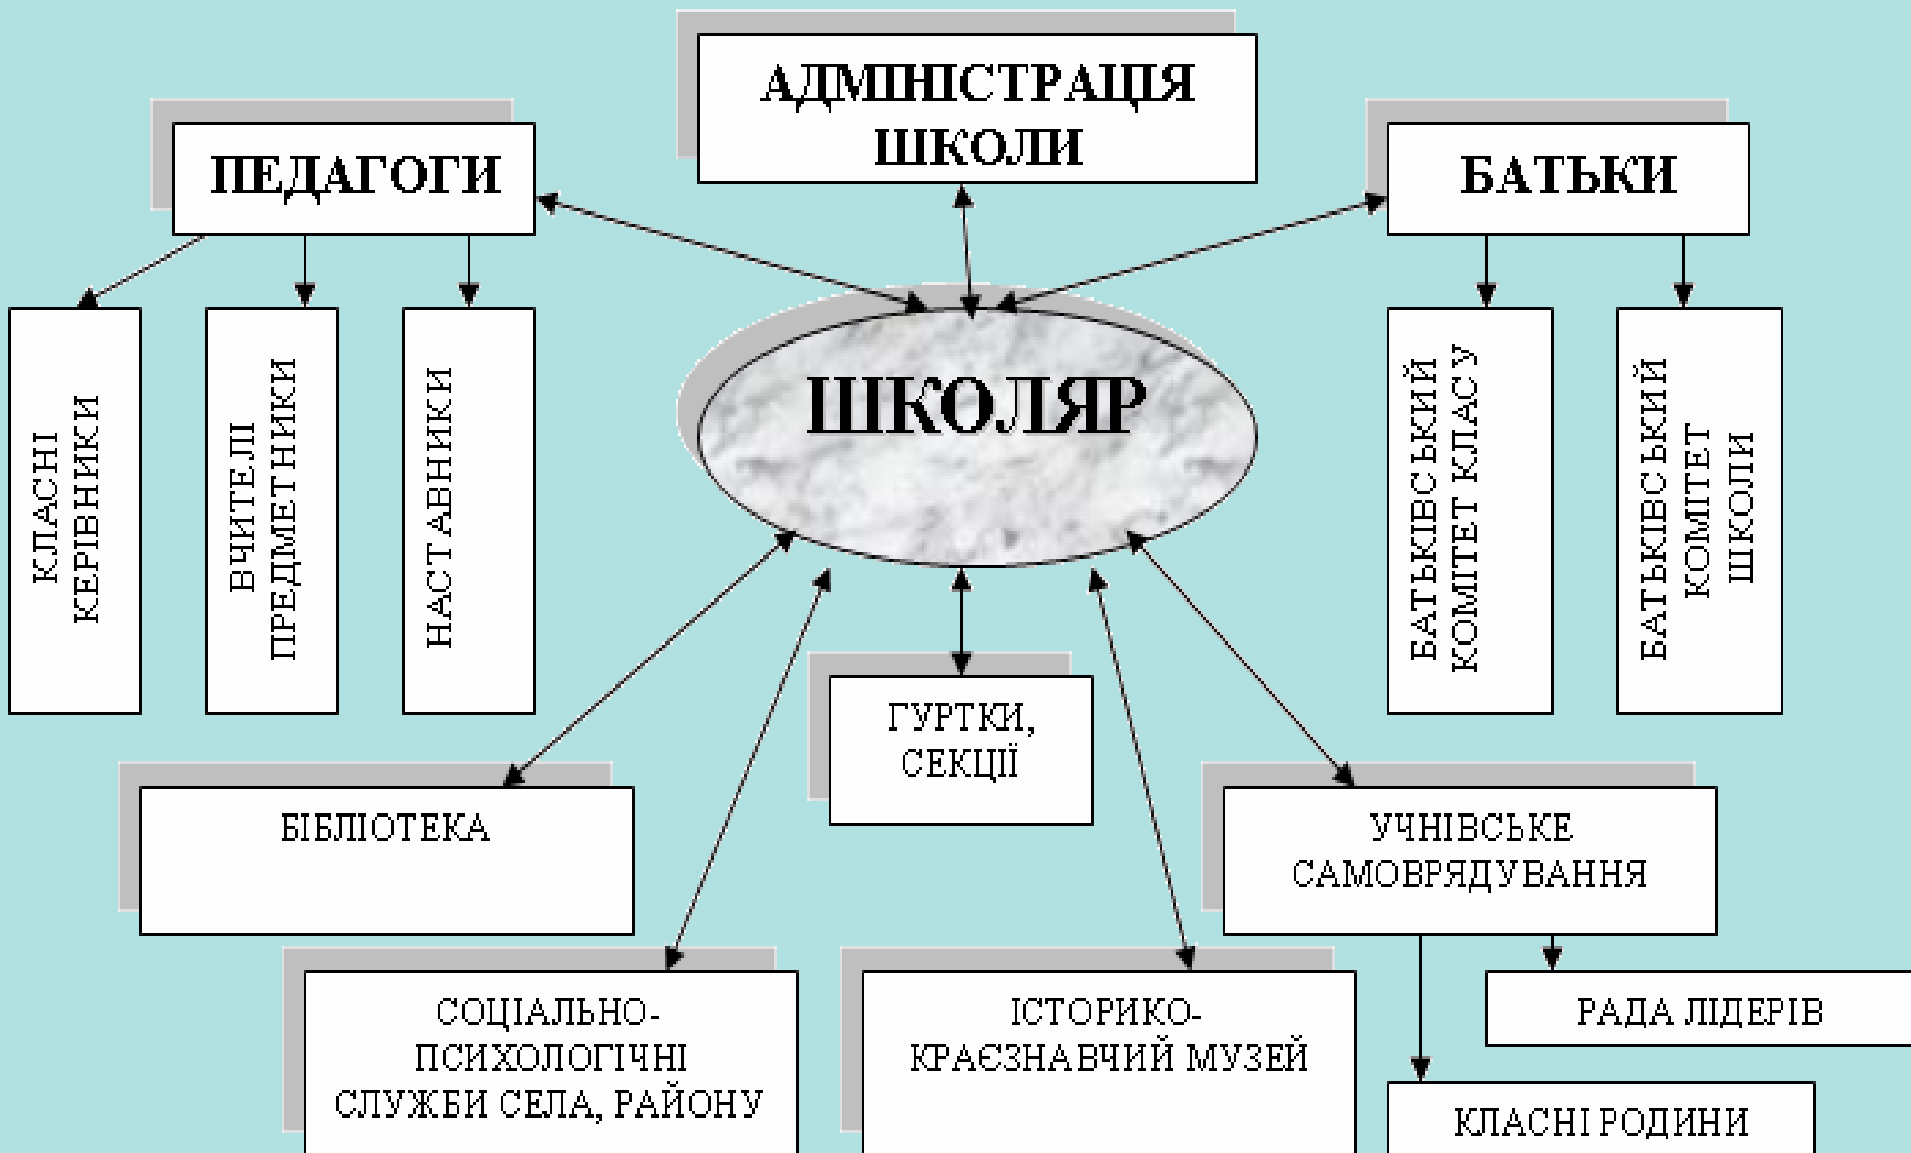 АДМІНІСТРАЦІЯ
ШКОЛИ
ПЕДАГОГИ
БАТЬКИ
КЛАСНІ
КЕРІВНИКИ
ВЧИТЕЛІ
ПРЕДМЕТНИКИ
НАСТАВНИКИ
ШКОЛЯР
БАТЬКІВСЬКИЙ
КОМІТЕТ КЛАСУ
БАТЬКІВСЬКИЙ
КОМІТЕТ
ШКОЛИ
ГУРТКИ,
СЕКЦІЇ
БІБЛІОТЕКА
УЧНІВСЬКЕ
САМОВРЯДУВАННЯ
СОЦІАЛЬНО-
ПСИХОЛОГІЧНІ
СЛУЖБИ СЕЛА, РАЙОНУ
ІСТОРИКО-
КРАЄЗНАВЧИЙ МУЗЕЙ
РАДА ЛІДЕРІВ
КЛАСНІ РОДИНИ